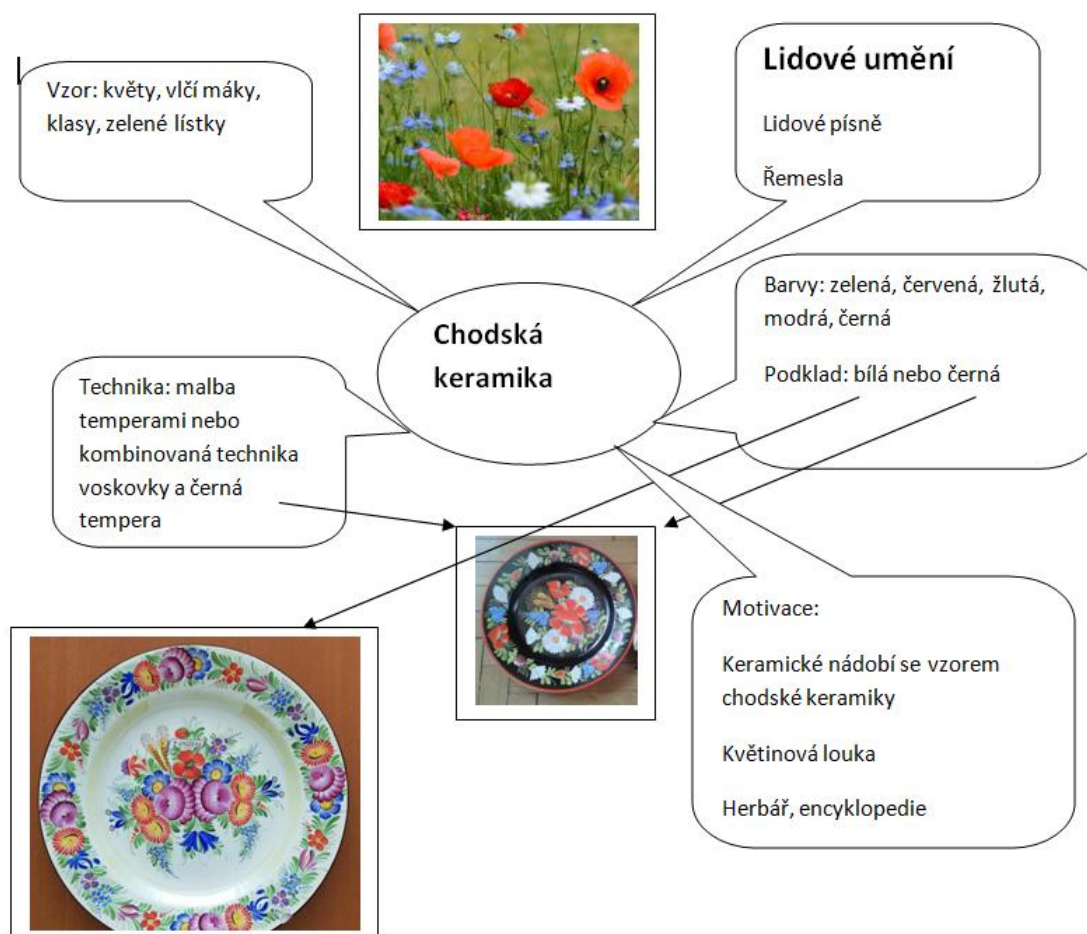 Vzor: květy, vlčí máky,
klasy, zelené lístky
Lidové umění
Lidové písně
Řemesla
Chodská
keramika
Barvy: zelená, červená, žlutá,
modrá, černá
Podklad: bílá nebo černá
Technika: malba
temperami nebo
kombinovaná technika
voskovky a černá
tempera
Motivace:
Keramické nádobí se vzorem
chodské keramiky
Květinová louka
Herbář, encyklopedie